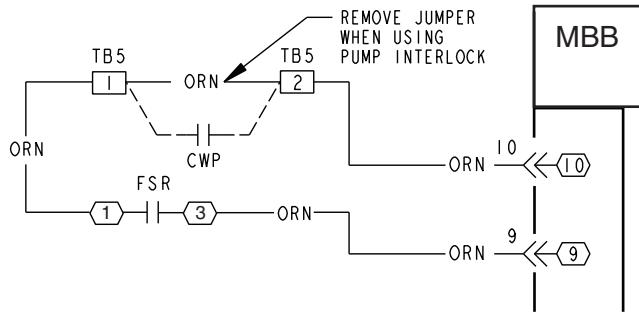 REMOVE JUMPER
WHEN USING
PUMP INTERLOCK
MBB
TB5
TB5
1
ORN
2
CWP
ORN
ORN
10
10
FSR
1
3
ORN
ORN
9
9